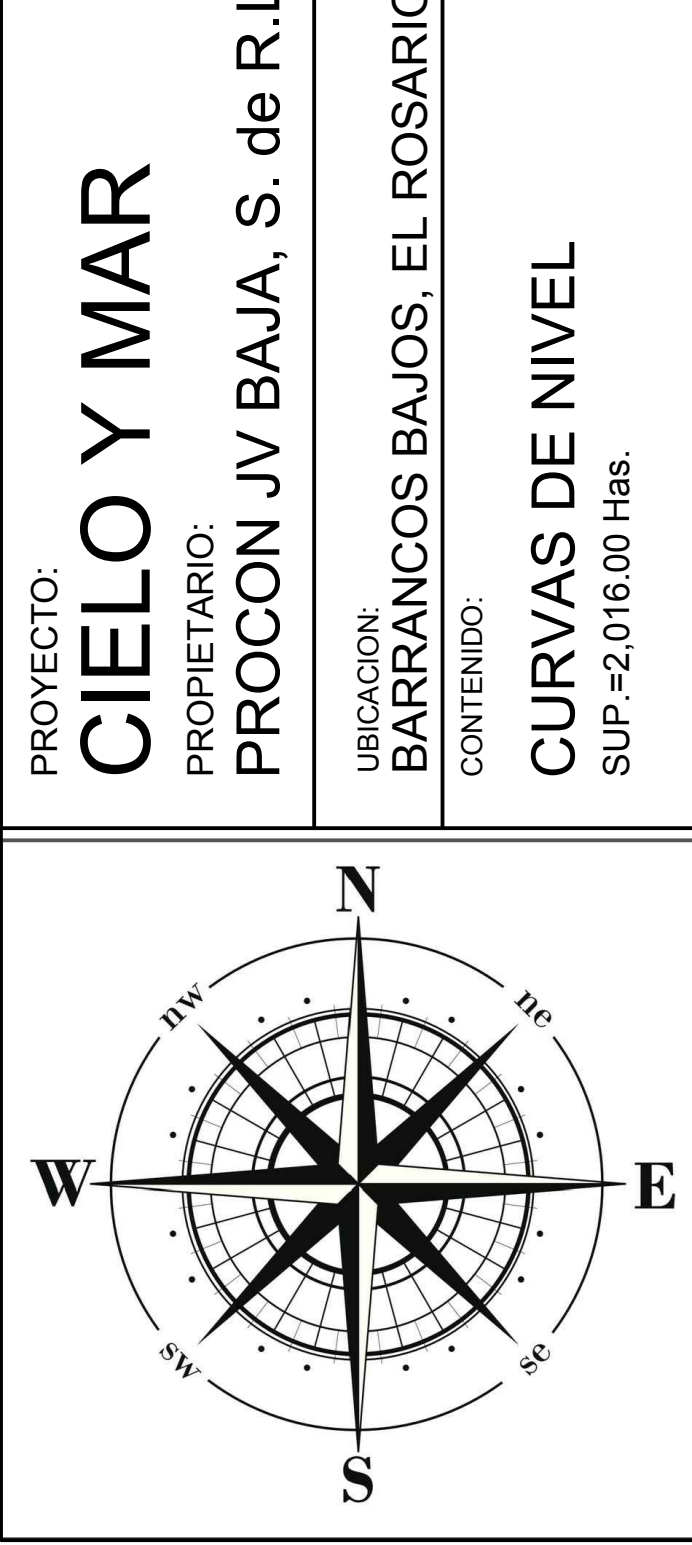 PROYECTO:
CIELO Y MAR
PROPIETARIO:
PROCON JV BAJA, S. de R.L
UBICACION:
BARRANCOS BAJOS, EL ROSARIO
CONTENIDO:
CURVAS DE NIVEL
SUP.=2,016.00 Has.
N
nw
ne
W
E
sw
se
S